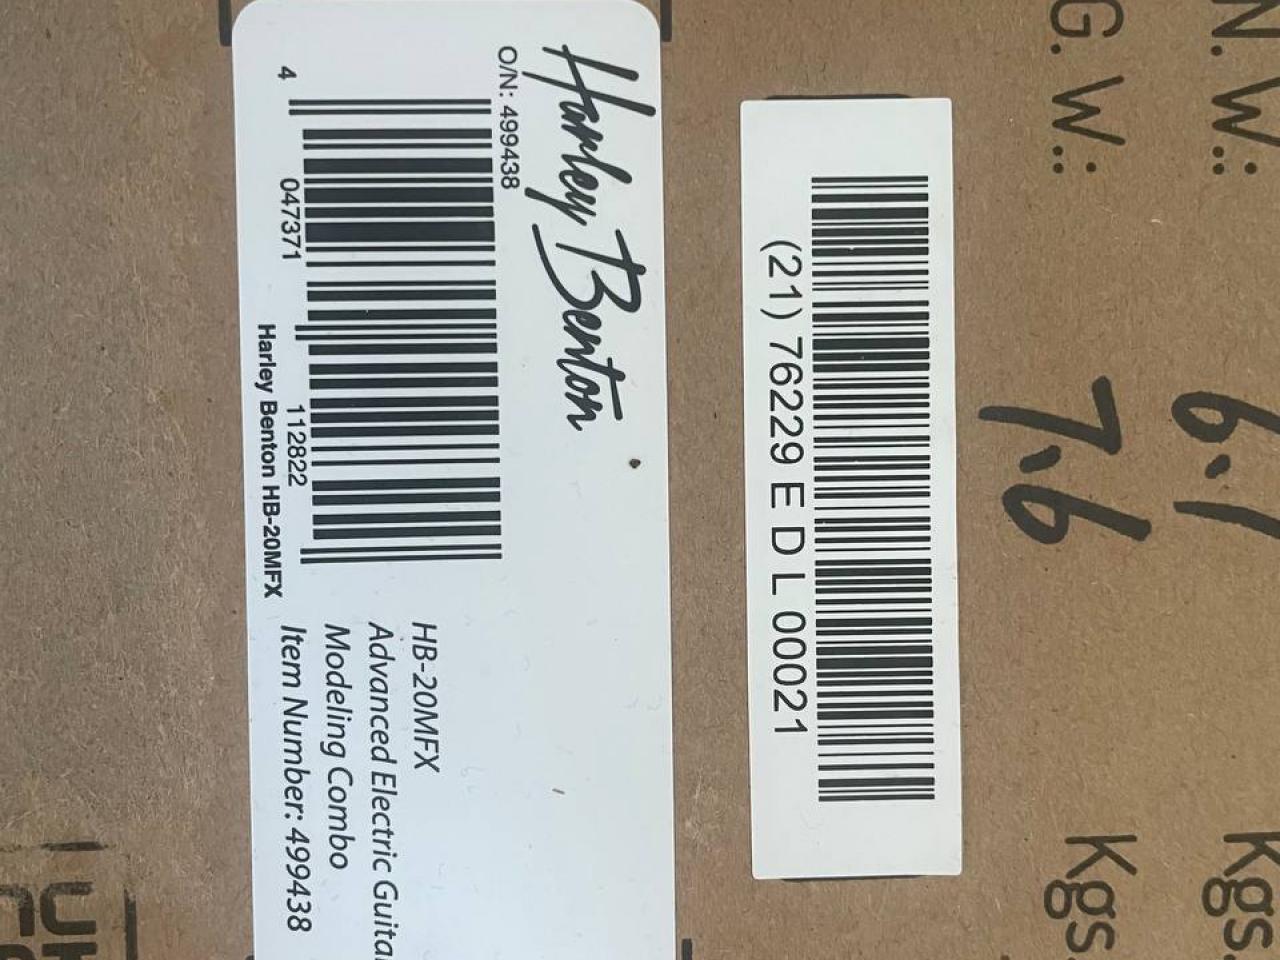 N. W.: 6.1 Kgs.
G. W.: 7.6 Kgs.
(21) 76229 E D L 00021
Harley Benton
O/N: 499438
4 047371 112822
Harley Benton HB-20MFX
HB-20MFX
Advanced Electric Guita
Modeling Combo
Item Number: 499438